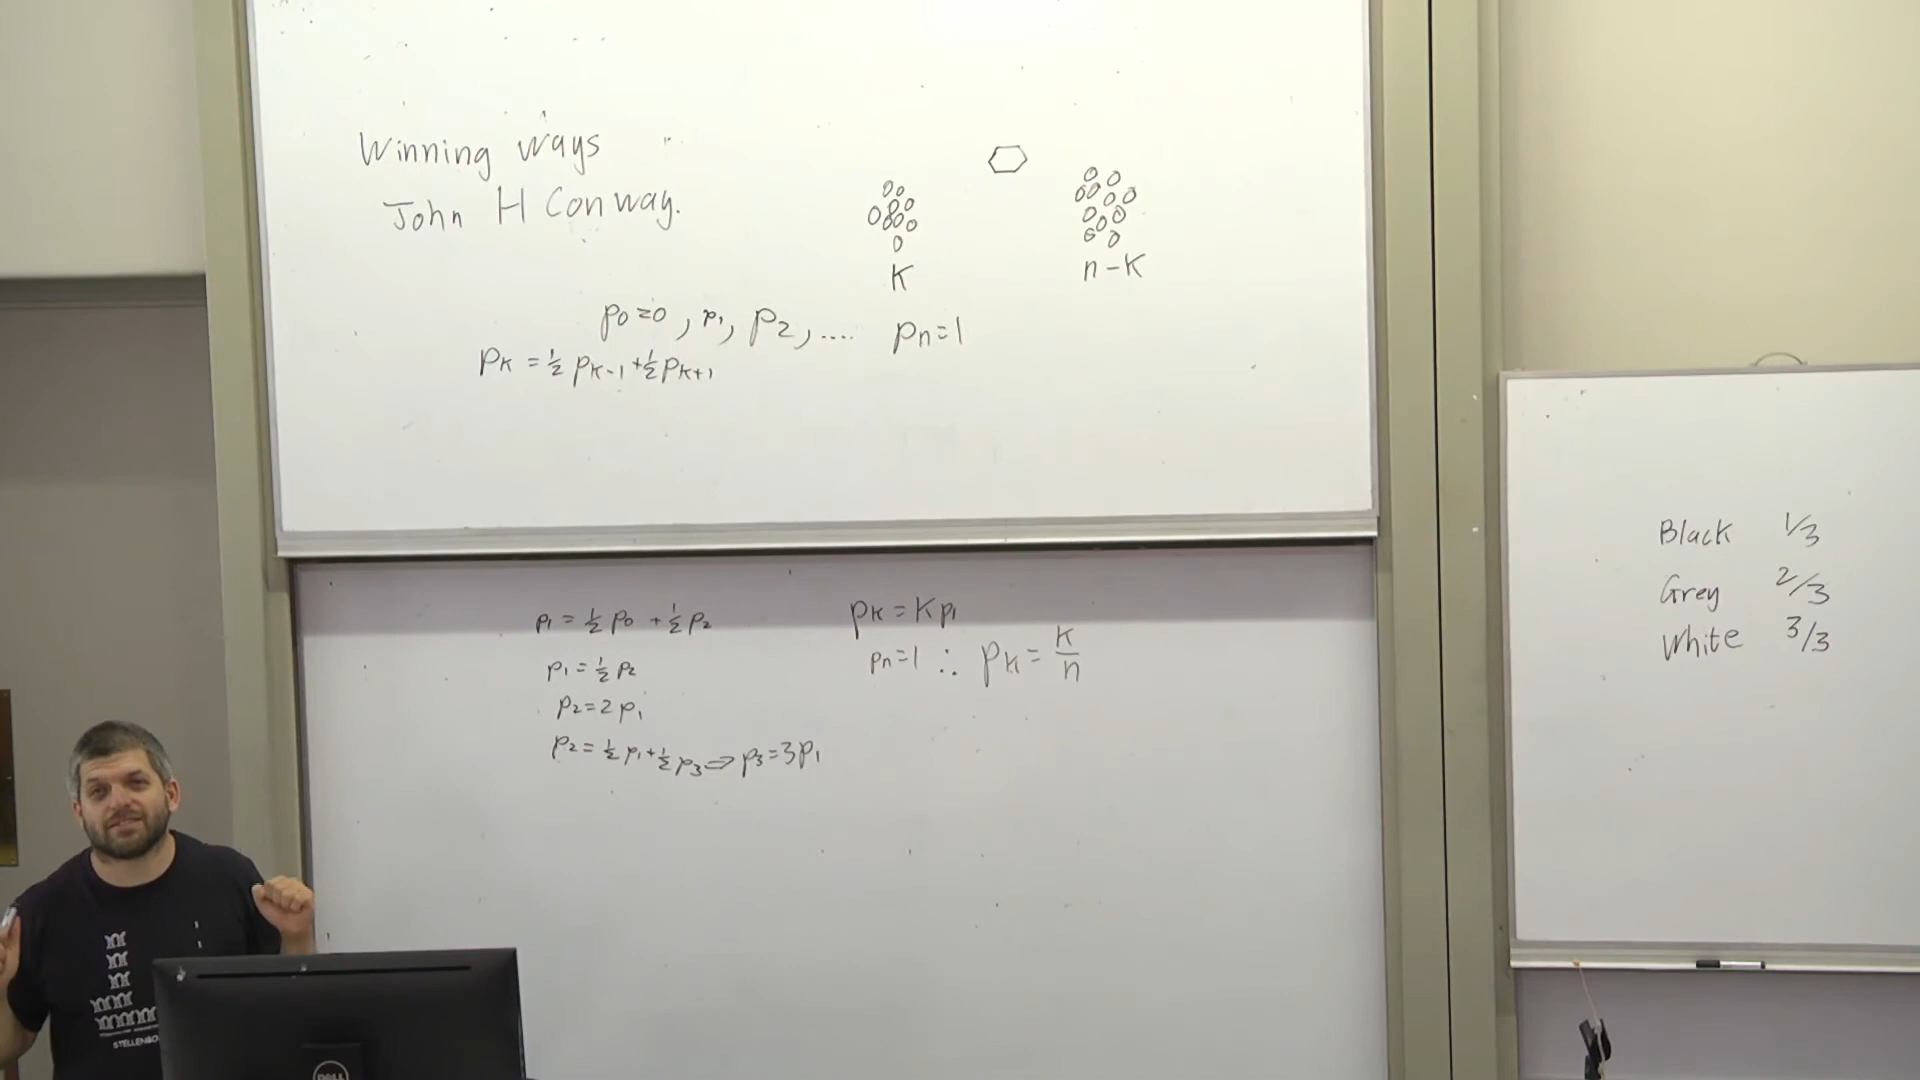 Winning ways
John H Conway.
K
n-K
p0=0, p1, p2, .... pn=1
pK = 1/2 pK-1 + 1/2 pK+1
p1 = 1/2 p0 + 1/2 p2
p1 = 1/2 p2
p2=2p1
p2 = 1/2 p1 + 1/2 p3 ⇒ p3=3p1
pK = K p1
pn=1 ∴ pK = K/n
Black 1/3
Grey 2/3
White 3/3
DELL